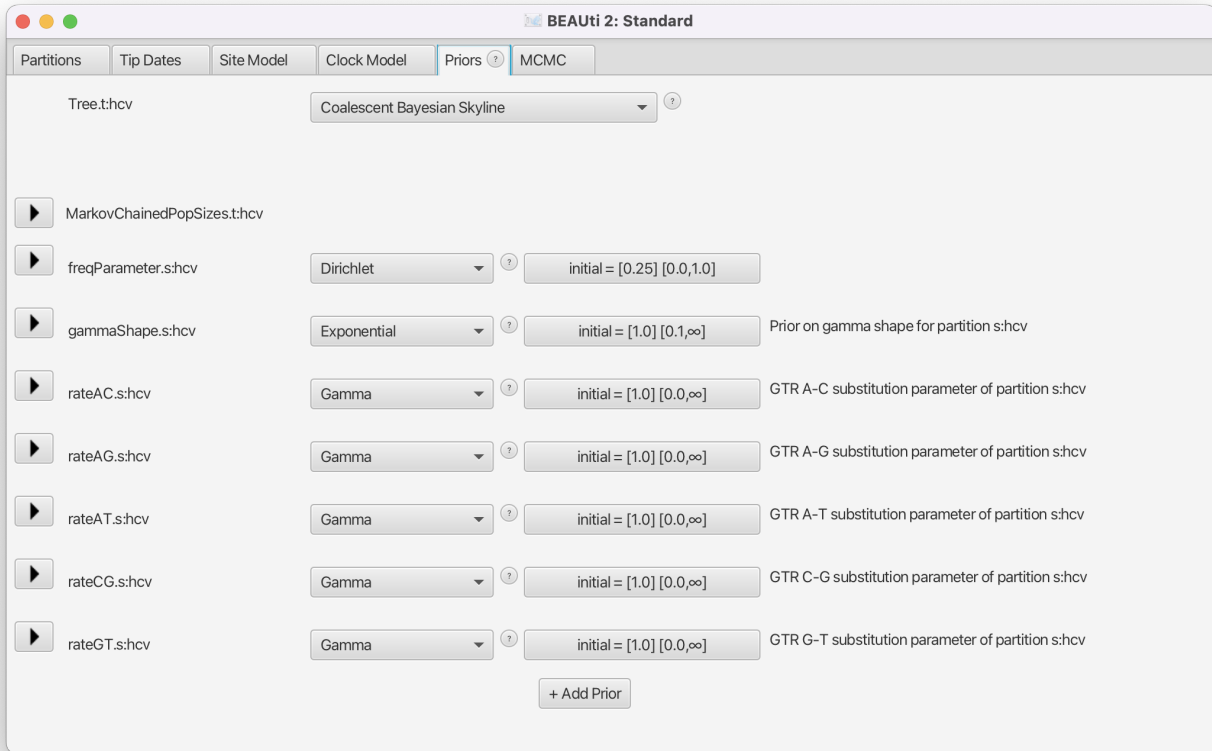 BEAUti 2: Standard
Partitions Tip Dates Site Model Clock Model Priors ? MCMC
Tree.t:hcv Coalescent Bayesian Skyline ?
MarkovChainedPopSizes.t:hcv
freqParameter.s:hcv Dirichlet ? initial = [0.25] [0.0,1.0]
gammaShape.s:hcv Exponential ? initial = [1.0] [0.1,∞] Prior on gamma shape for partition s:hcv
rateAC.s:hcv Gamma ? initial = [1.0] [0.0,∞] GTR A-C substitution parameter of partition s:hcv
rateAG.s:hcv Gamma ? initial = [1.0] [0.0,∞] GTR A-G substitution parameter of partition s:hcv
rateAT.s:hcv Gamma ? initial = [1.0] [0.0,∞] GTR A-T substitution parameter of partition s:hcv
rateCG.s:hcv Gamma ? initial = [1.0] [0.0,∞] GTR C-G substitution parameter of partition s:hcv
rateGT.s:hcv Gamma ? initial = [1.0] [0.0,∞] GTR G-T substitution parameter of partition s:hcv
+ Add Prior